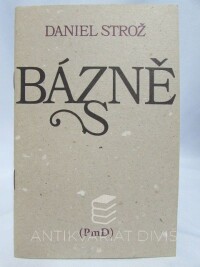 DANIEL STROŽ
BÁZNĚ
S
(PmD)
ANTIKVARIÁT DIVIŠ